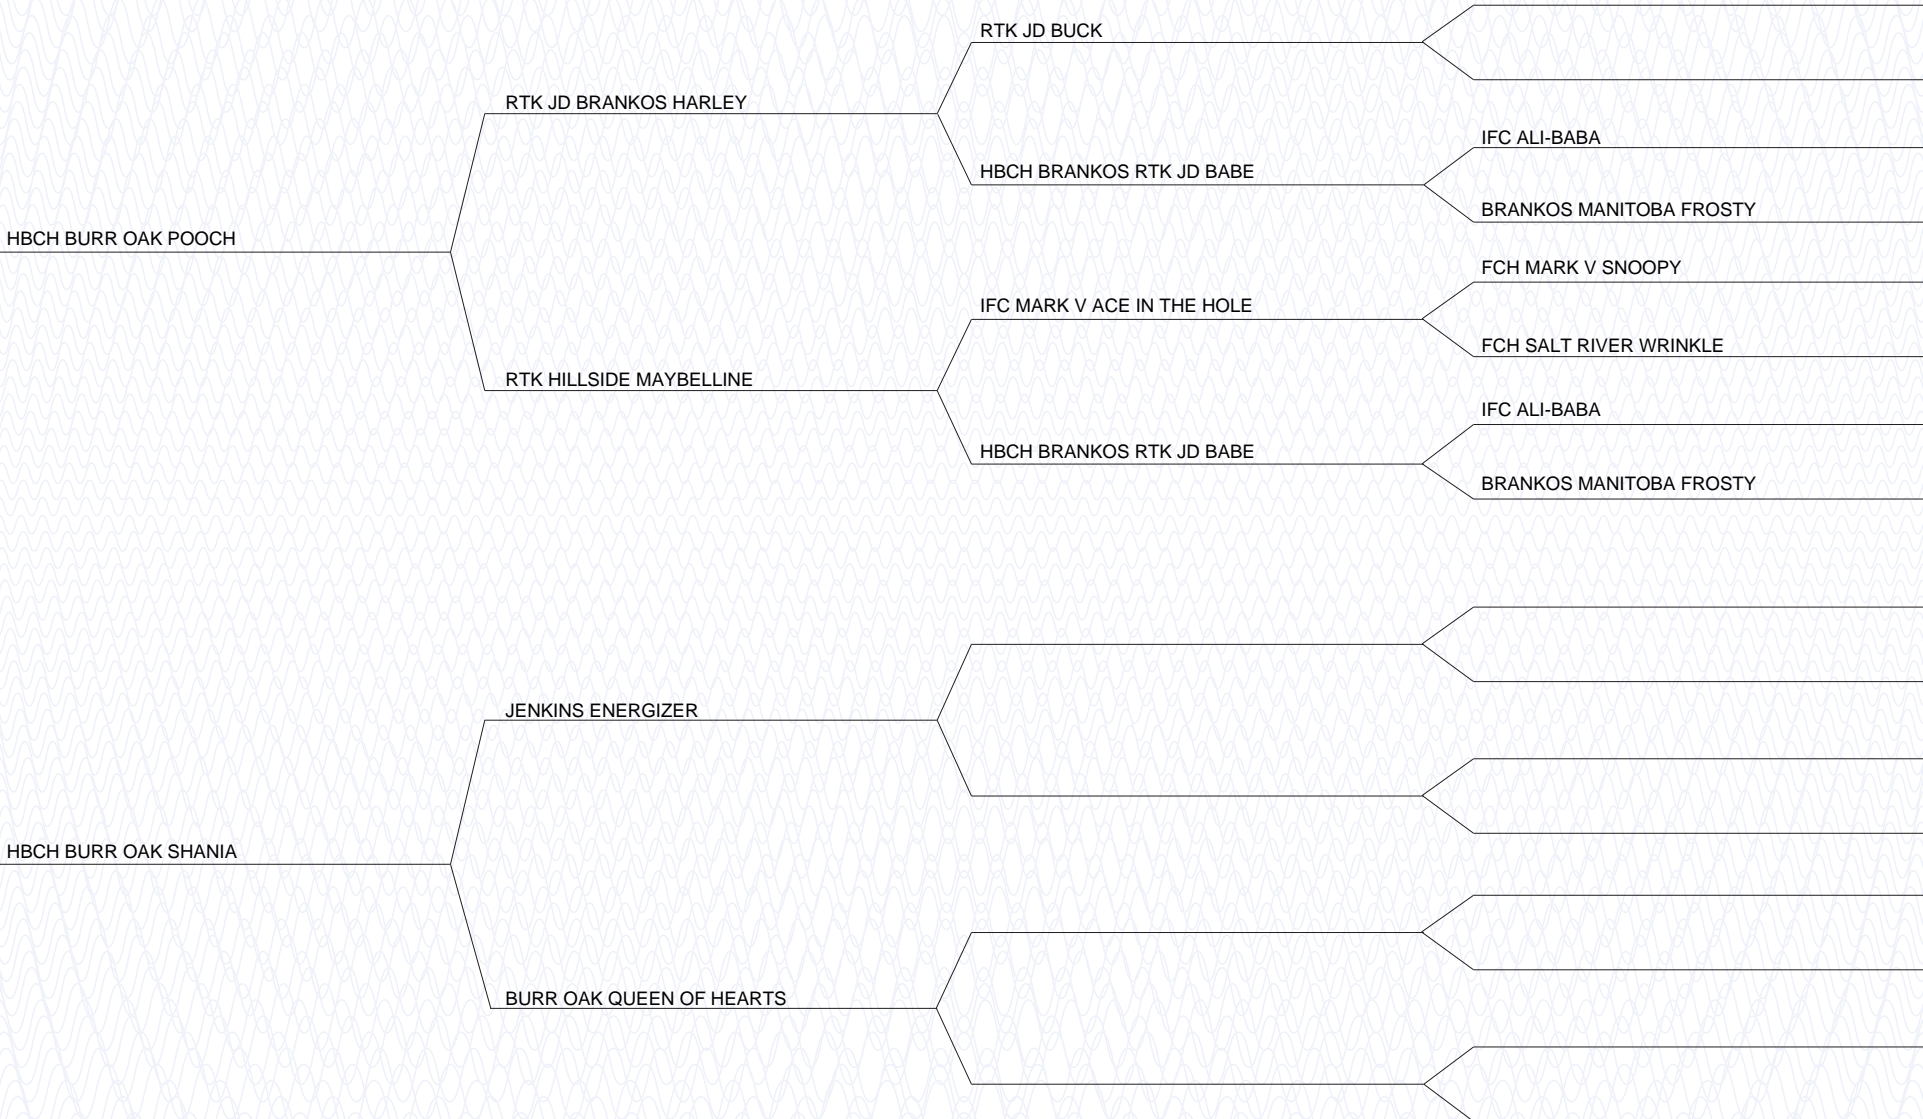 RTK JD BUCK
RTK JD BRANKOS HARLEY
IFC ALI-BABA
HBCH BRANKOS RTK JD BABE
BRANKOS MANITOBA FROSTY
HBCH BURR OAK POOCH
FCH MARK V SNOOPY
IFC MARK V ACE IN THE HOLE
FCH SALT RIVER WRINKLE
RTK HILLSIDE MAYBELLINE
IFC ALI-BABA
HBCH BRANKOS RTK JD BABE
BRANKOS MANITOBA FROSTY
JENKINS ENERGIZER
HBCH BURR OAK SHANIA
BURR OAK QUEEN OF HEARTS